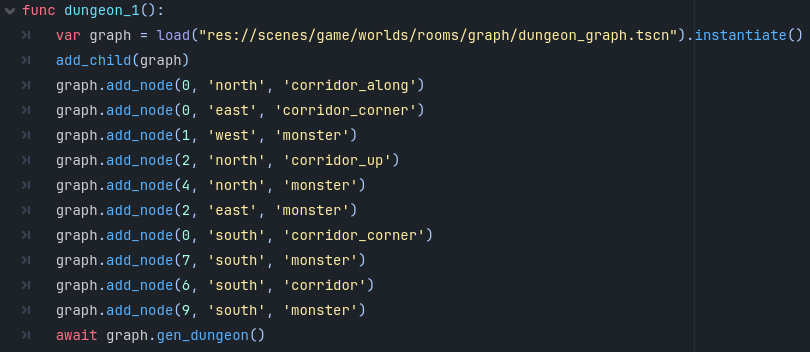 func dungeon_1():
var graph = load("res://scenes/game/worlds/rooms/graph/dungeon_graph.tscn").instantiate()
add_child(graph)
graph.add_node(0, 'north', 'corridor_along')
graph.add_node(0, 'east', 'corridor_corner')
graph.add_node(1, 'west', 'monster')
graph.add_node(2, 'north', 'corridor_up')
graph.add_node(4, 'north', 'monster')
graph.add_node(2, 'east', 'monster')
graph.add_node(0, 'south', 'corridor_corner')
graph.add_node(7, 'south', 'monster')
graph.add_node(6, 'south', 'corridor')
graph.add_node(9, 'south', 'monster')
await graph.gen_dungeon()